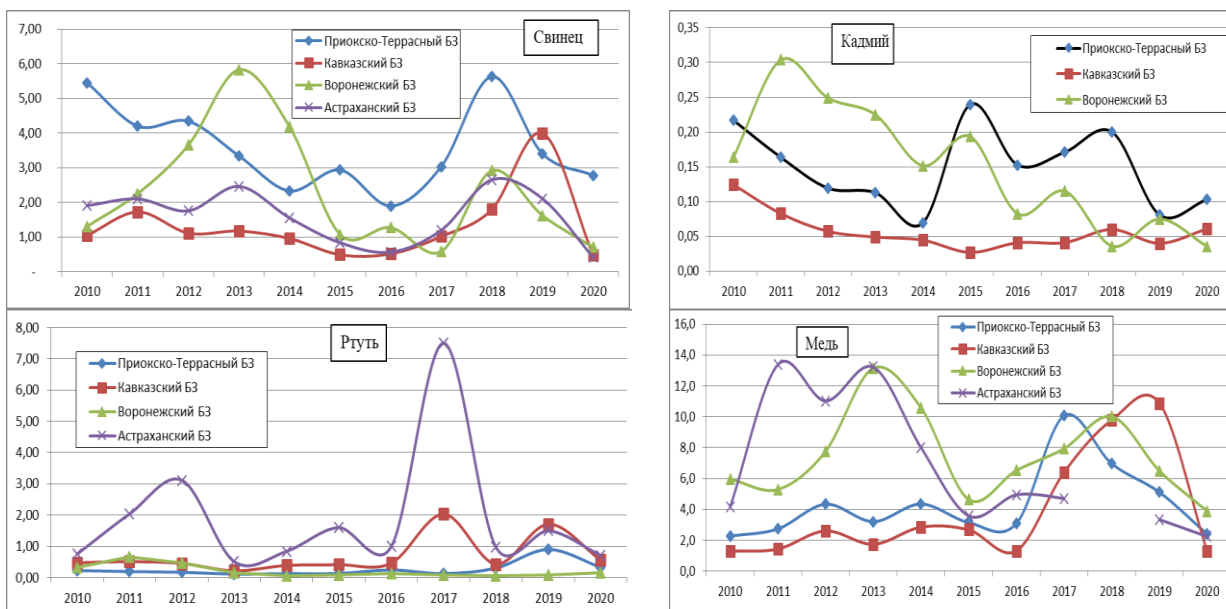 Свинец
7,00
6,00
5,00
4,00
3,00
2,00
1,00
-
Приокско-Террасный БЗ
Кавказский БЗ
Воронежский БЗ
Астраханский БЗ
2010 2011 2012 2013 2014 2015 2016 2017 2018 2019 2020
Кадмий
0,35
0,30
0,25
0,20
0,15
0,10
0,05
0,00
Приокско-Террасный БЗ
Кавказский БЗ
Воронежский БЗ
2010 2011 2012 2013 2014 2015 2016 2017 2018 2019 2020
Ртуть
8,00
7,00
6,00
5,00
4,00
3,00
2,00
1,00
0,00
Приокско-Террасный БЗ
Кавказский БЗ
Воронежский БЗ
Астраханский БЗ
2010 2011 2012 2013 2014 2015 2016 2017 2018 2019 2020
Медь
16,0
14,0
12,0
10,0
8,0
6,0
4,0
2,0
0,0
Приокско-Террасный БЗ
Кавказский БЗ
Воронежский БЗ
Астраханский БЗ
2010 2011 2012 2013 2014 2015 2016 2017 2018 2019 2020